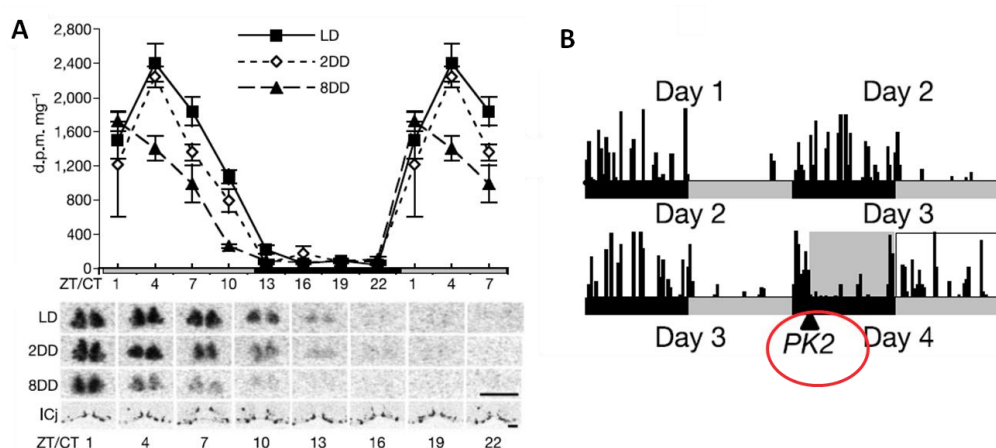 A
2,800
2,400
2,000
1,600
1,200
800
400
0
d.p.m. mg⁻¹
LD
2DD
8DD
ZT/CT 1 4 7 10 13 16 19 22 1 4 7
LD
2DD
8DD
ICj
ZT/CT 1 4 7 10 13 16 19 22
B
Day 1 Day 2
Day 2 Day 3
Day 3 PK2 Day 4